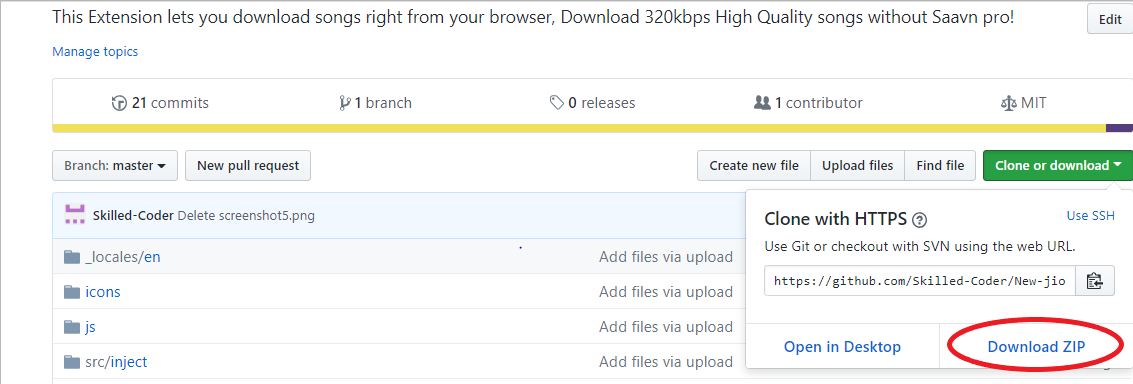 This Extension lets you download songs right from your browser, Download 320kbps High Quality songs without Saavn pro!
Edit
Manage topics
21 commits
1 branch
0 releases
1 contributor
MIT
Branch: master
New pull request
Create new file
Upload files
Find file
Clone or download
Skilled-Coder Delete screenshot5.png
_locales/en
Add files via upload
icons
Add files via upload
js
Add files via upload
src/inject
Add files via upload
Clone with HTTPS
Use SSH
Use Git or checkout with SVN using the web URL.
https://github.com/Skilled-Coder/New-jio
Open in Desktop
Download ZIP